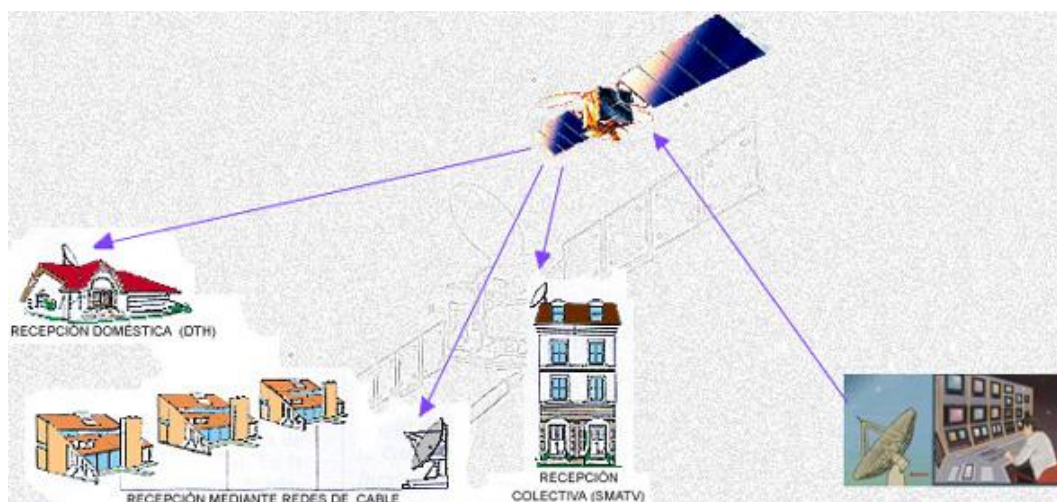 RECEPCIÓN DOMÉSTICA (DTH)
RECEPCIÓN MEDIANTE REDES DE CABLE
RECEPCIÓN
COLECTIVA (SMATV)